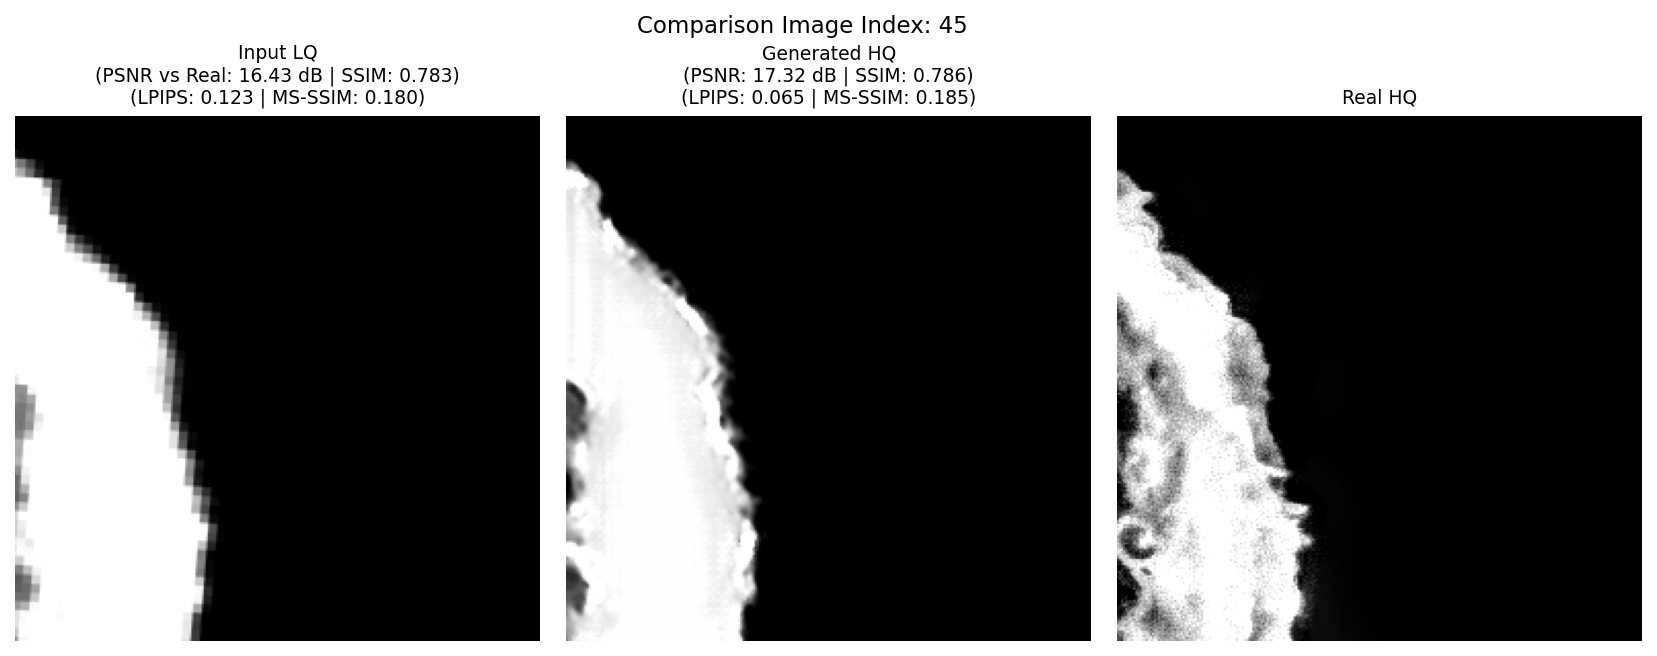 Comparison Image Index: 45
Input LQ
(PSNR vs Real: 16.43 dB | SSIM: 0.783)
(LPIPS: 0.123 | MS-SSIM: 0.180)
Generated HQ
(PSNR: 17.32 dB | SSIM: 0.786)
(LPIPS: 0.065 | MS-SSIM: 0.185)
Real HQ